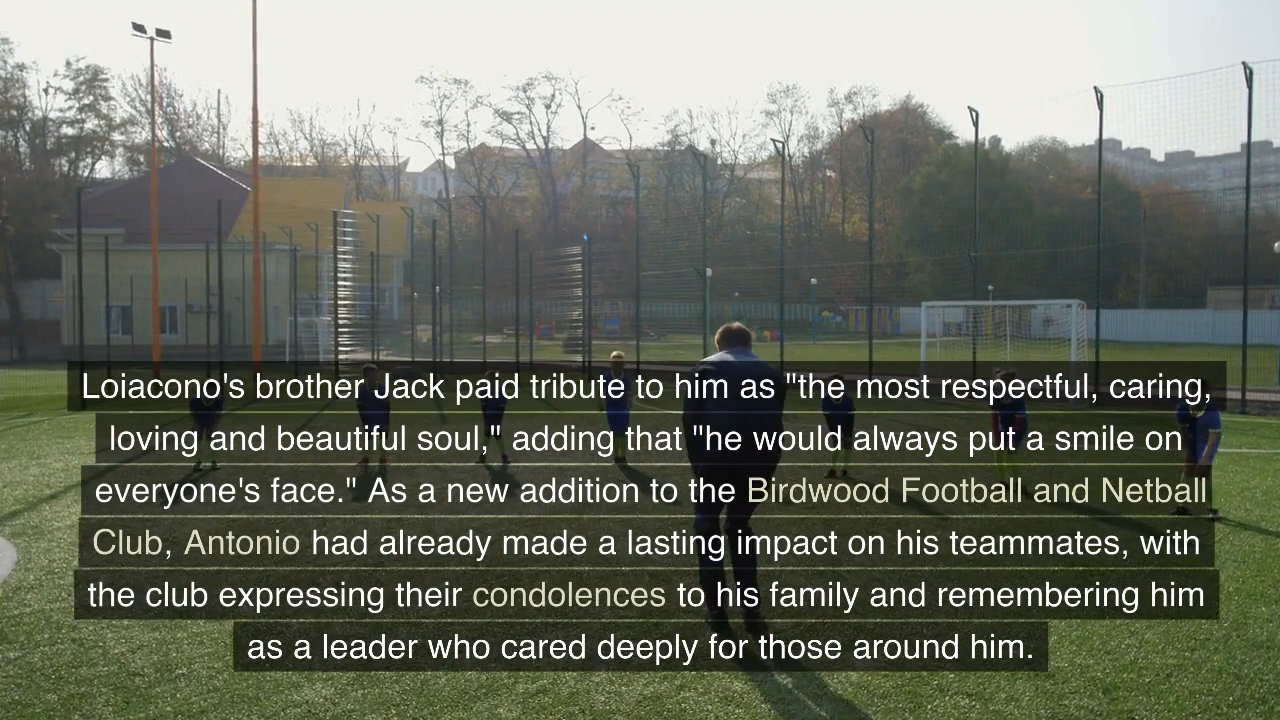 Loiacono's brother Jack paid tribute to him as "the most respectful, caring,
loving and beautiful soul," adding that "he would always put a smile on
everyone's face." As a new addition to the Birdwood Football and Netball
Club, Antonio had already made a lasting impact on his teammates, with
the club expressing their condolences to his family and remembering him
as a leader who cared deeply for those around him.